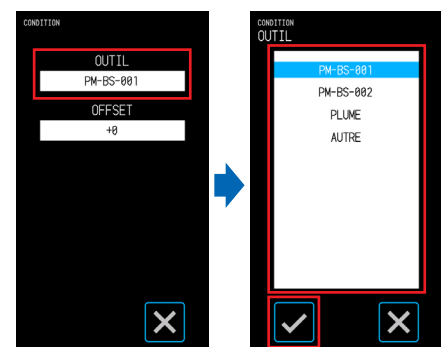 CONDITION
OUTIL
PM-BS-001
OFFSET
+0
CONDITION
OUTIL
PM-BS-001
PM-BS-002
PLUME
AUTRE